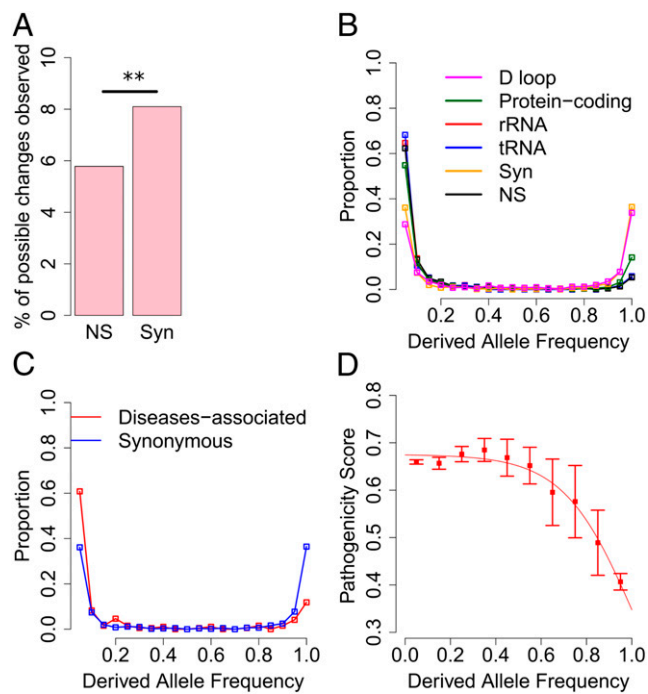 A
% of possible changes observed
10
8
6
4
2
0
**
NS Syn
B
Proportion
1.0
0.8
0.6
0.4
0.2
0.0
D loop
Protein-coding
rRNA
tRNA
Syn
NS
0.2 0.4 0.6 0.8 1.0
Derived Allele Frequency
C
Proportion
1.0
0.8
0.6
0.4
0.2
0.0
Diseases-associated
Synonymous
0.2 0.4 0.6 0.8 1.0
Derived Allele Frequency
D
Pathogenicity Score
0.8
0.7
0.6
0.5
0.4
0.3
0.0 0.2 0.4 0.6 0.8 1.0
Derived Allele Frequency